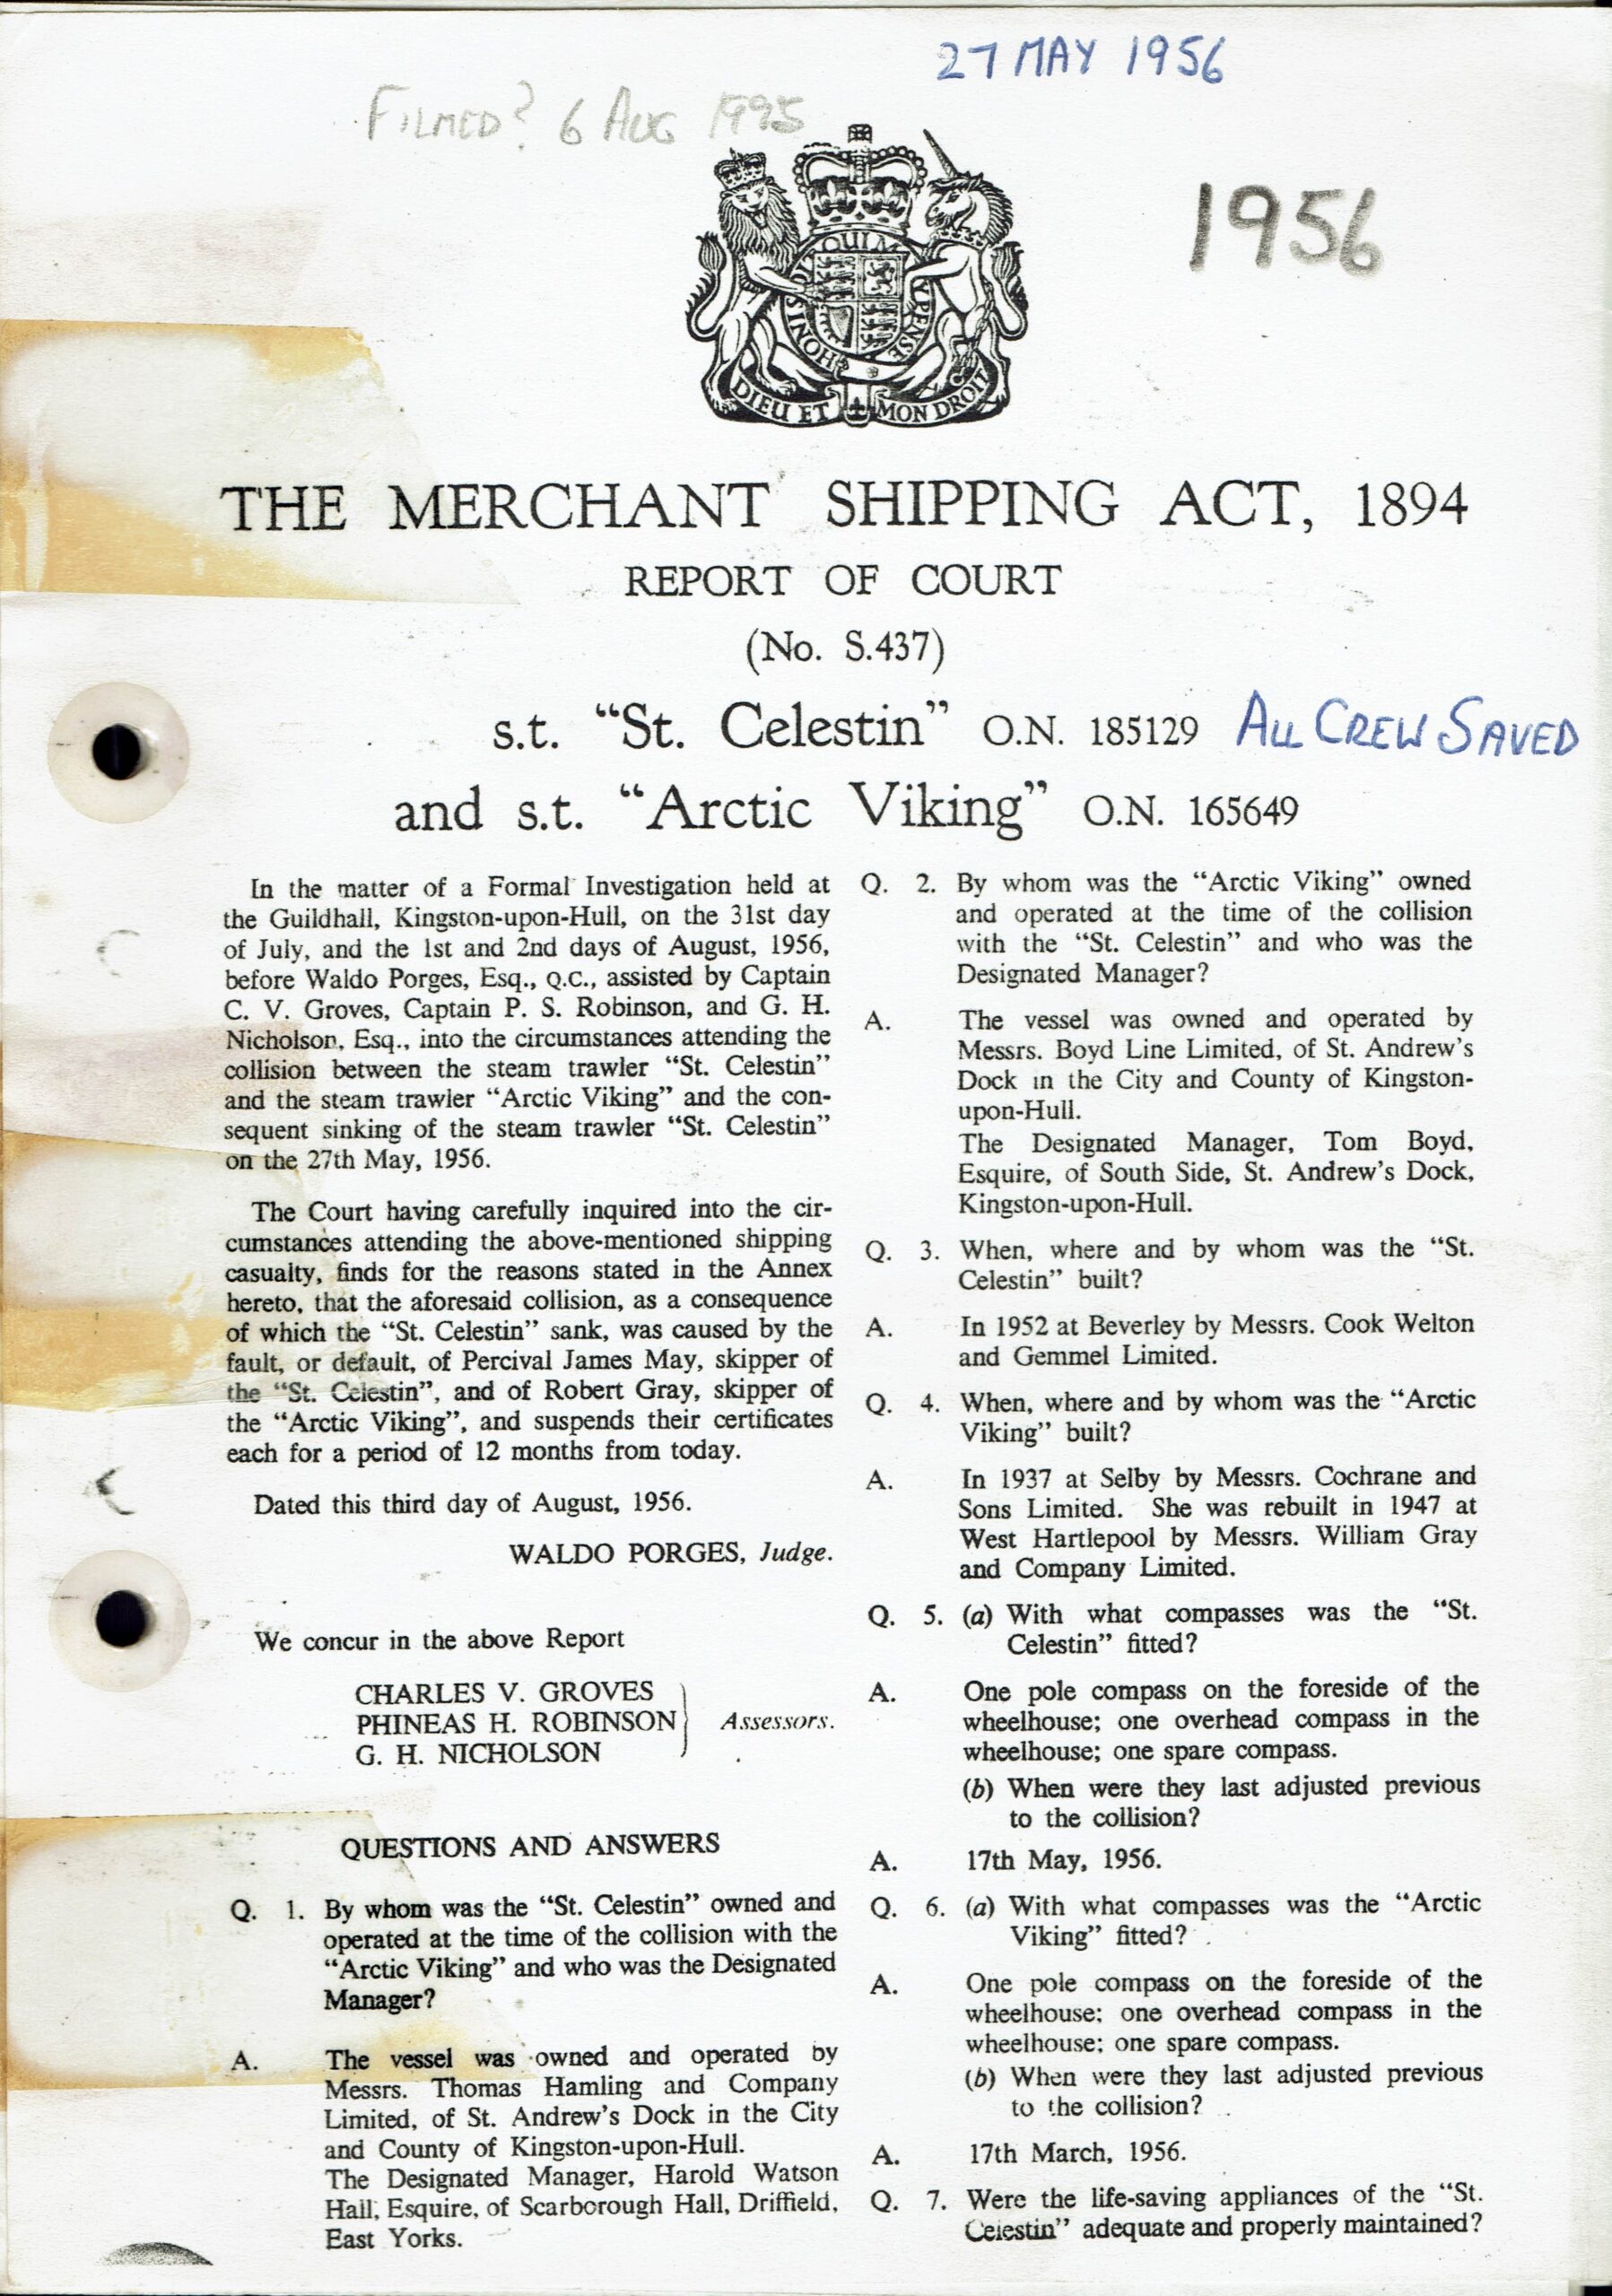 27 MAY 1956
FILMED? 6 AUG 1995
1956
DIEU ET MON DROIT
THE MERCHANT SHIPPING ACT, 1894
REPORT OF COURT
(No. S.437)
s.t. “St. Celestin” O.N. 185129 ALL CREW SAVED
and s.t. “Arctic Viking” O.N. 165649
In the matter of a Formal Investigation held at
the Guildhall, Kingston-upon-Hull, on the 31st day
of July, and the 1st and 2nd days of August, 1956,
before Waldo Porges, Esq., Q.C., assisted by Captain
C. V. Groves, Captain P. S. Robinson, and G. H.
Nicholson, Esq., into the circumstances attending the
collision between the steam trawler “St. Celestin”
and the steam trawler “Arctic Viking” and the con-
sequent sinking of the steam trawler “St. Celestin”
on the 27th May, 1956.
The Court having carefully inquired into the cir-
cumstances attending the above-mentioned shipping
casualty, finds for the reasons stated in the Annex
hereto, that the aforesaid collision, as a consequence
of which the “St. Celestin” sank, was caused by the
fault, or default, of Percival James May, skipper of
the “St. Celestin”, and of Robert Gray, skipper of
the “Arctic Viking”, and suspends their certificates
each for a period of 12 months from today.
Dated this third day of August, 1956.
WALDO PORGES, Judge.
We concur in the above Report
CHARLES V. GROVES
PHINEAS H. ROBINSON Assessors.
G. H. NICHOLSON
QUESTIONS AND ANSWERS
Q. 1. By whom was the “St. Celestin” owned and
operated at the time of the collision with the
“Arctic Viking” and who was the Designated
Manager?
A. The vessel was owned and operated by
Messrs. Thomas Hamling and Company
Limited, of St. Andrew’s Dock in the City
and County of Kingston-upon-Hull.
The Designated Manager, Harold Watson
Hall, Esquire, of Scarborough Hall, Driffield,
East Yorks.
Q. 2. By whom was the “Arctic Viking” owned
and operated at the time of the collision
with the “St. Celestin” and who was the
Designated Manager?
A. The vessel was owned and operated by
Messrs. Boyd Line Limited, of St. Andrew’s
Dock in the City and County of Kingston-
upon-Hull.
The Designated Manager, Tom Boyd,
Esquire, of South Side, St. Andrew’s Dock,
Kingston-upon-Hull.
Q. 3. When, where and by whom was the “St.
Celestin” built?
A. In 1952 at Beverley by Messrs. Cook Welton
and Gemmel Limited.
Q. 4. When, where and by whom was the “Arctic
Viking” built?
A. In 1937 at Selby by Messrs. Cochrane and
Sons Limited. She was rebuilt in 1947 at
West Hartlepool by Messrs. William Gray
and Company Limited.
Q. 5. (a) With what compasses was the “St.
Celestin” fitted?
A. One pole compass on the foreside of the
wheelhouse; one overhead compass in the
wheelhouse; one spare compass.
(b) When were they last adjusted previous
to the collision?
A. 17th May, 1956.
Q. 6. (a) With what compasses was the “Arctic
Viking” fitted?
A. One pole compass on the foreside of the
wheelhouse; one overhead compass in the
wheelhouse; one spare compass.
(b) When were they last adjusted previous
to the collision?
A. 17th March, 1956.
Q. 7. Were the life-saving appliances of the “St.
Celestin” adequate and properly maintained?